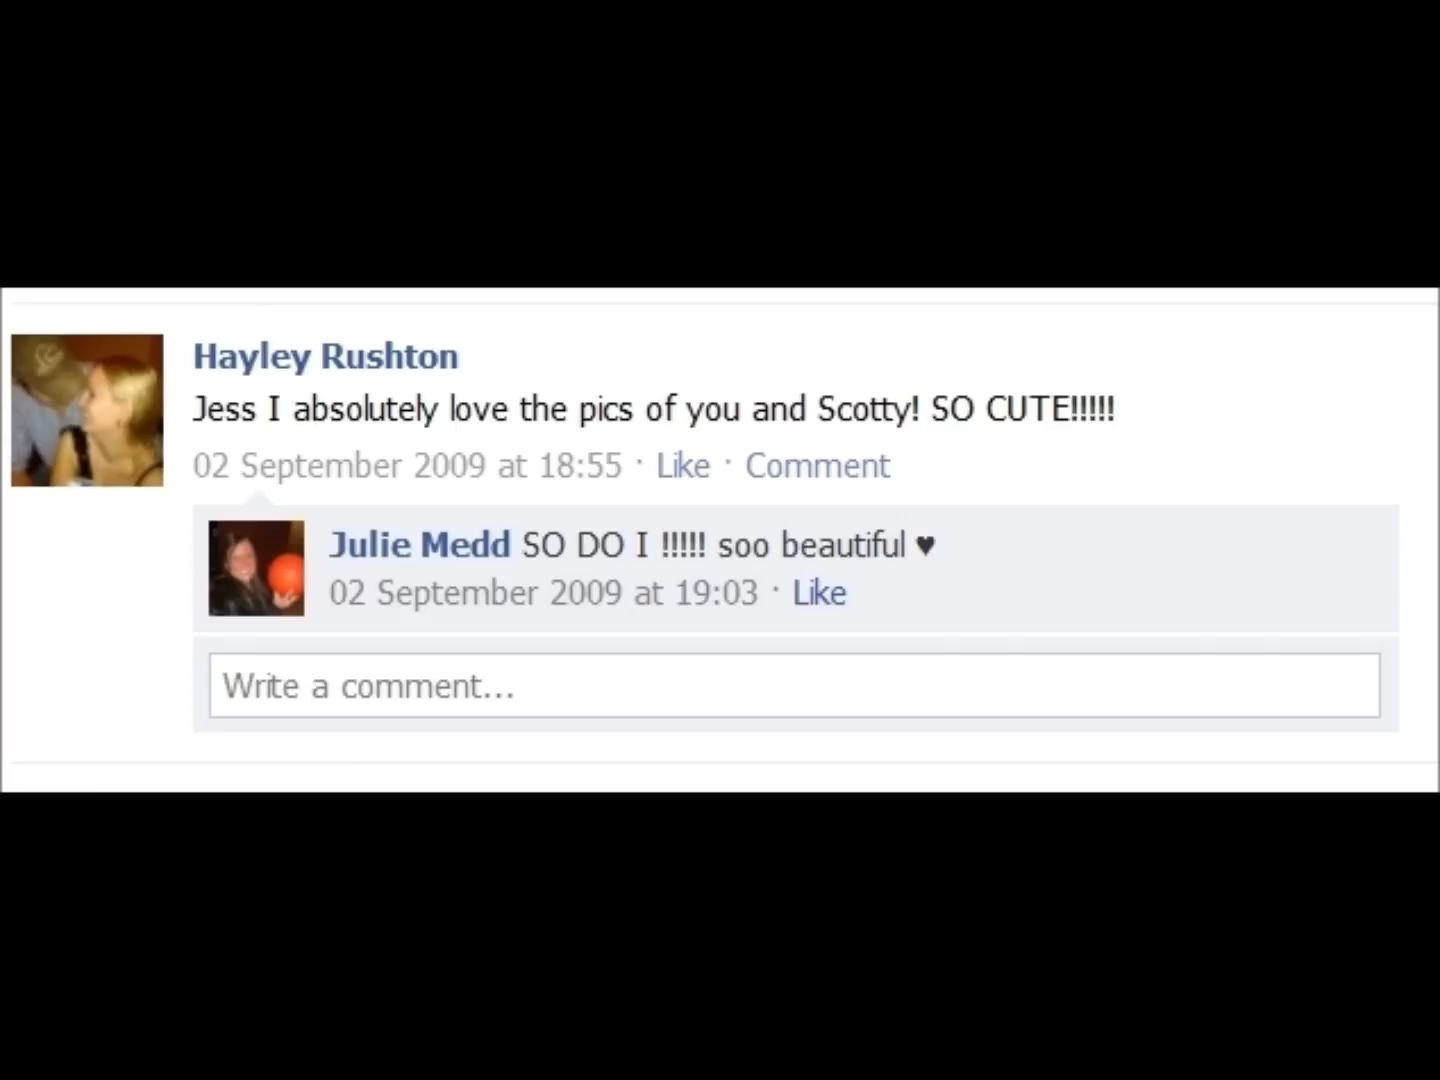 Hayley Rushton
Jess I absolutely love the pics of you and Scotty! SO CUTE!!!!!
02 September 2009 at 18:55 · Like · Comment
Julie Medd SO DO I !!!!! soo beautiful ♥
02 September 2009 at 19:03 · Like
Write a comment...